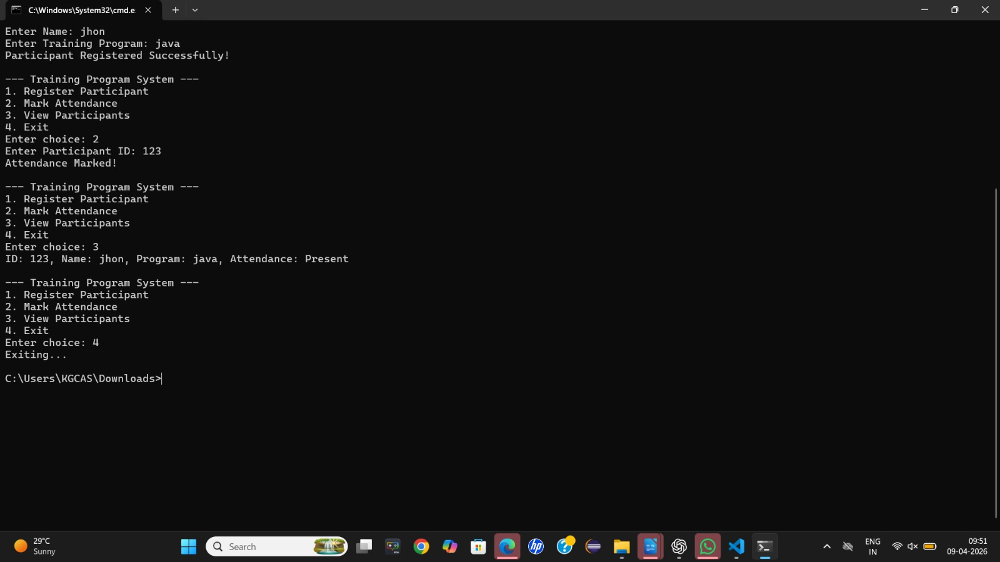 C:\Windows\System32\cmd.e
Enter Name: jhon
Enter Training Program: java
Participant Registered Successfully!
--- Training Program System ---
1. Register Participant
2. Mark Attendance
3. View Participants
4. Exit
Enter choice: 2
Enter Participant ID: 123
Attendance Marked!
--- Training Program System ---
1. Register Participant
2. Mark Attendance
3. View Participants
4. Exit
Enter choice: 3
ID: 123, Name: jhon, Program: java, Attendance: Present
--- Training Program System ---
1. Register Participant
2. Mark Attendance
3. View Participants
4. Exit
Enter choice: 4
Exiting...
C:\Users\KGCAS\Downloads>
29°C
Sunny
Search
hp
ENG
IN
09:51
09-04-2026